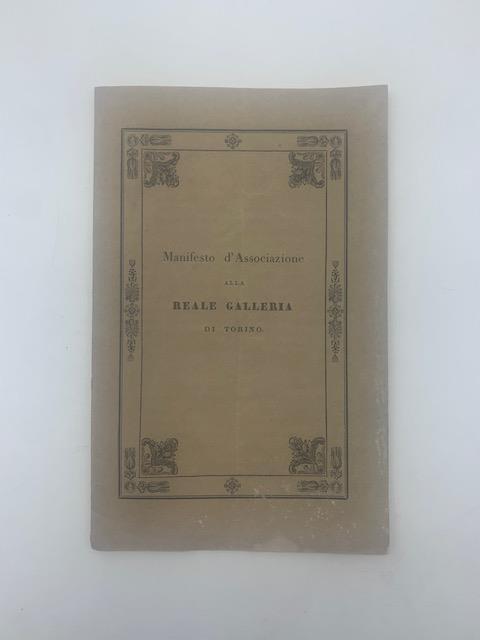 Manifesto d'Associazione
ALLA
REALE GALLERIA
DI TORINO.